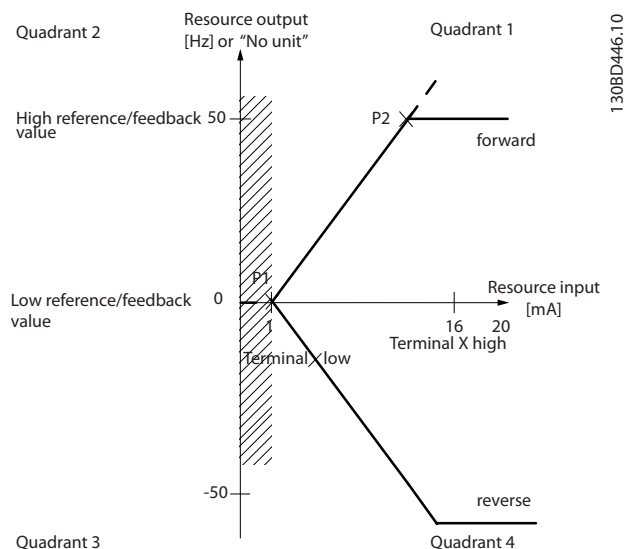 Quadrant 2
Resource output
[Hz] or “No unit”
Quadrant 1
130BD446.10
High reference/feedback
value
50
P2
forward
P1
Low reference/feedback
value
0
Resource input
[mA]
1
16
20
Terminal X high
Terminal low
-50
reverse
Quadrant 3
Quadrant 4